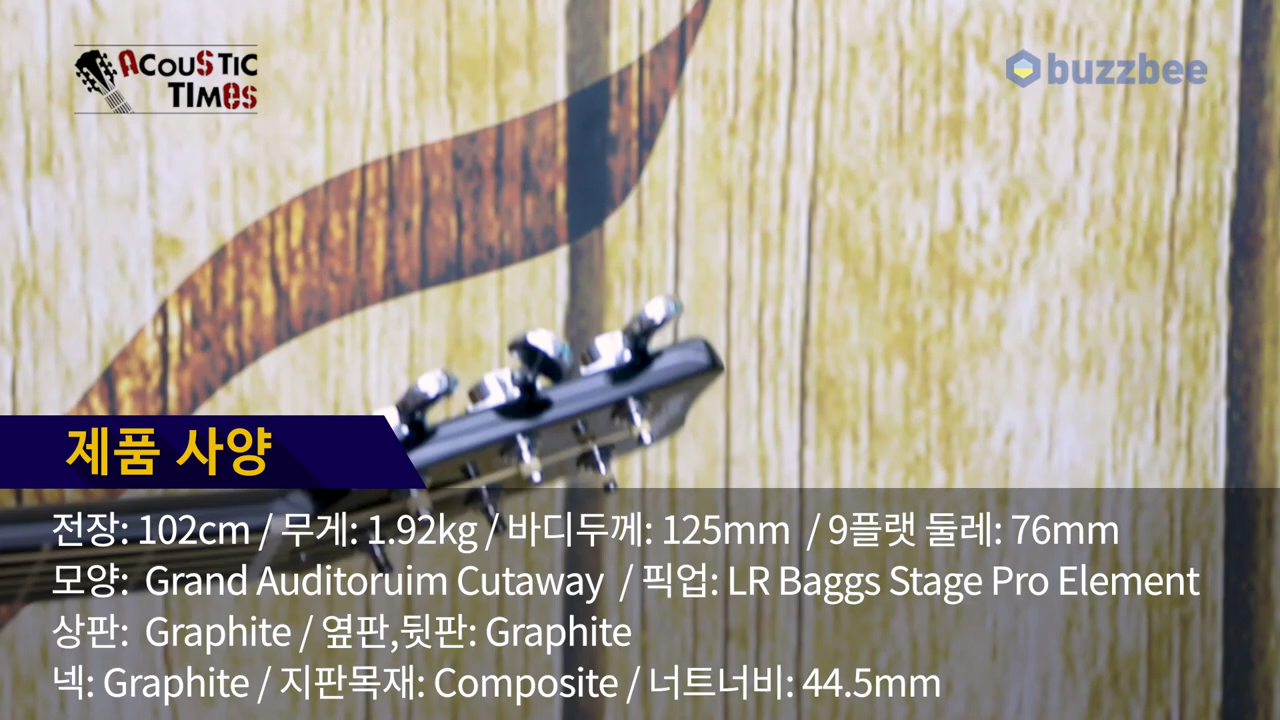 ACOUSTIC
TIMES
buzzbee
제품 사양
전장: 102cm / 무게: 1.92kg / 바디두께: 125mm / 9플랫 둘레: 76mm
모양: Grand Auditoruim Cutaway / 픽업: LR Baggs Stage Pro Element
상판: Graphite / 옆판,뒷판: Graphite
넥: Graphite / 지판목재: Composite / 너트너비: 44.5mm